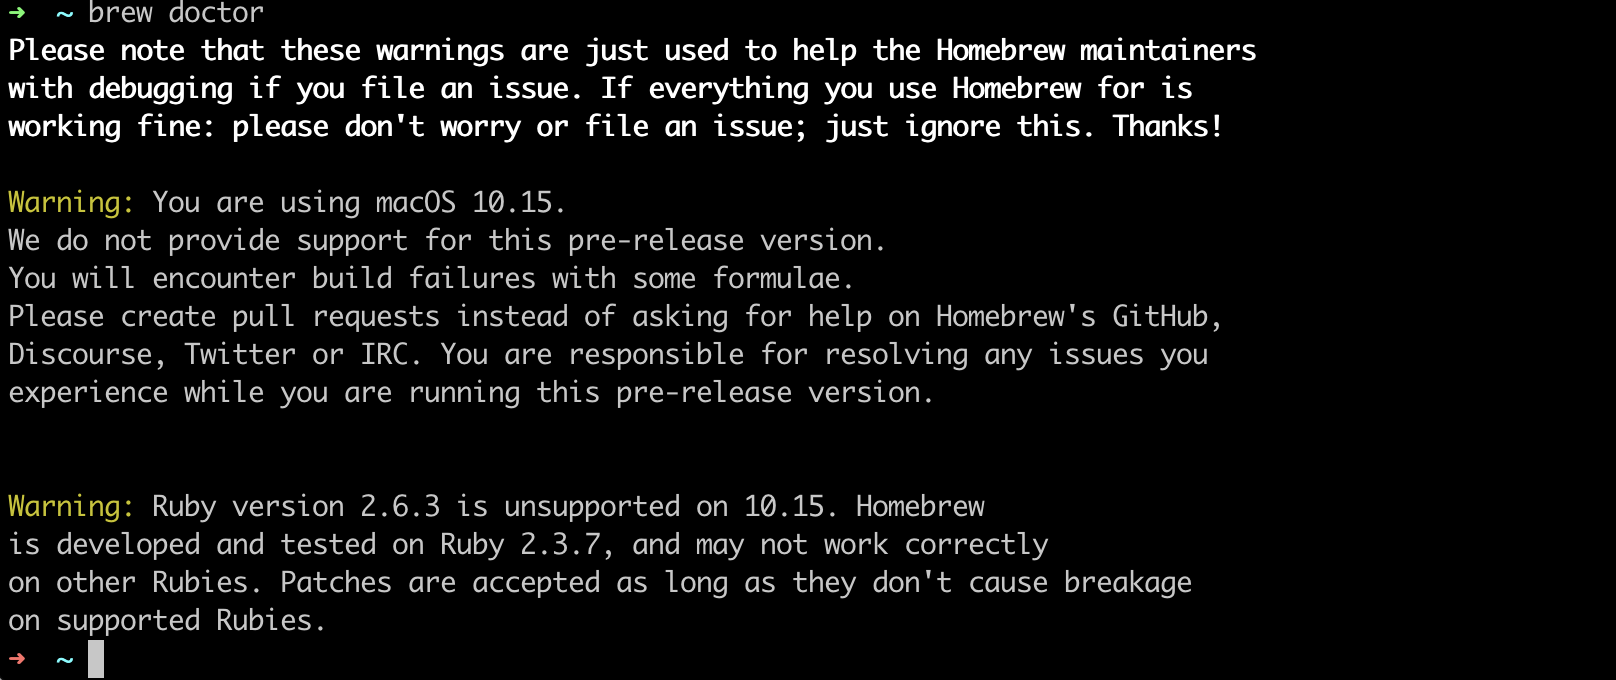 ➜  ~ brew doctor
Please note that these warnings are just used to help the Homebrew maintainers
with debugging if you file an issue. If everything you use Homebrew for is
working fine: please don't worry or file an issue; just ignore this. Thanks!
Warning: You are using macOS 10.15.
We do not provide support for this pre-release version.
You will encounter build failures with some formulae.
Please create pull requests instead of asking for help on Homebrew's GitHub,
Discourse, Twitter or IRC. You are responsible for resolving any issues you
experience while you are running this pre-release version.
Warning: Ruby version 2.6.3 is unsupported on 10.15. Homebrew
is developed and tested on Ruby 2.3.7, and may not work correctly
on other Rubies. Patches are accepted as long as they don't cause breakage
on supported Rubies.
➜  ~